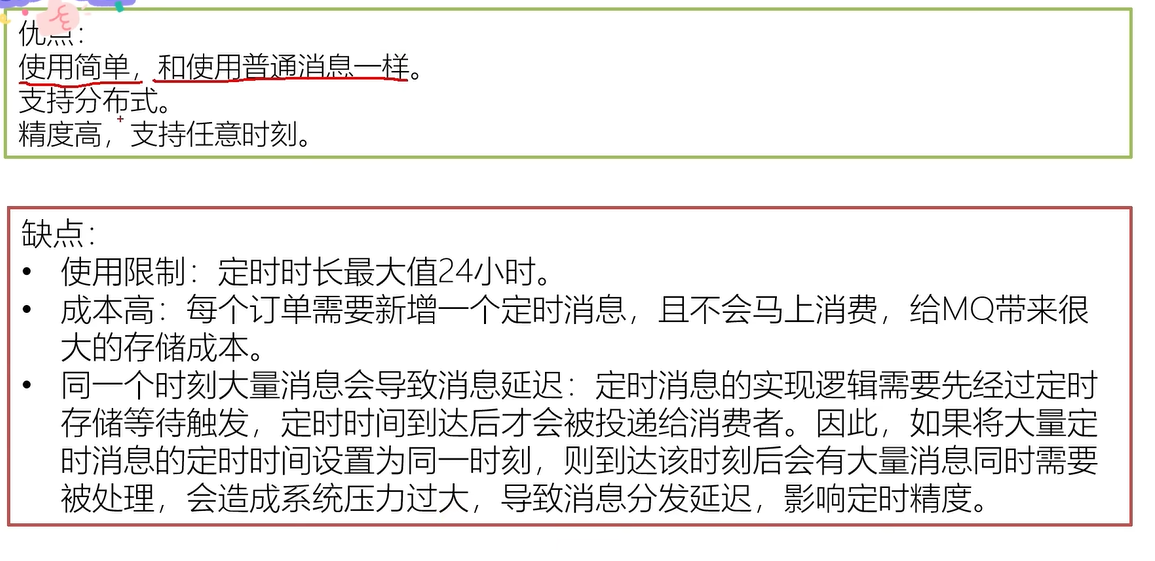 优点：
使用简单，和使用普通消息一样。
支持分布式。
精度高，支持任意时刻。
缺点：
• 使用限制：定时时长最大值24小时。
• 成本高：每个订单需要新增一个定时消息，且不会马上消费，给MQ带来很
大的存储成本。
• 同一个时刻大量消息会导致消息延迟：定时消息的实现逻辑需要先经过定时
存储等待触发，定时时间到达后才会被投递给消费者。因此，如果将大量定
时消息的定时时间设置为同一时刻，则到达该时刻后会有大量消息同时需要
被处理，会造成系统压力过大，导致消息分发延迟，影响定时精度。